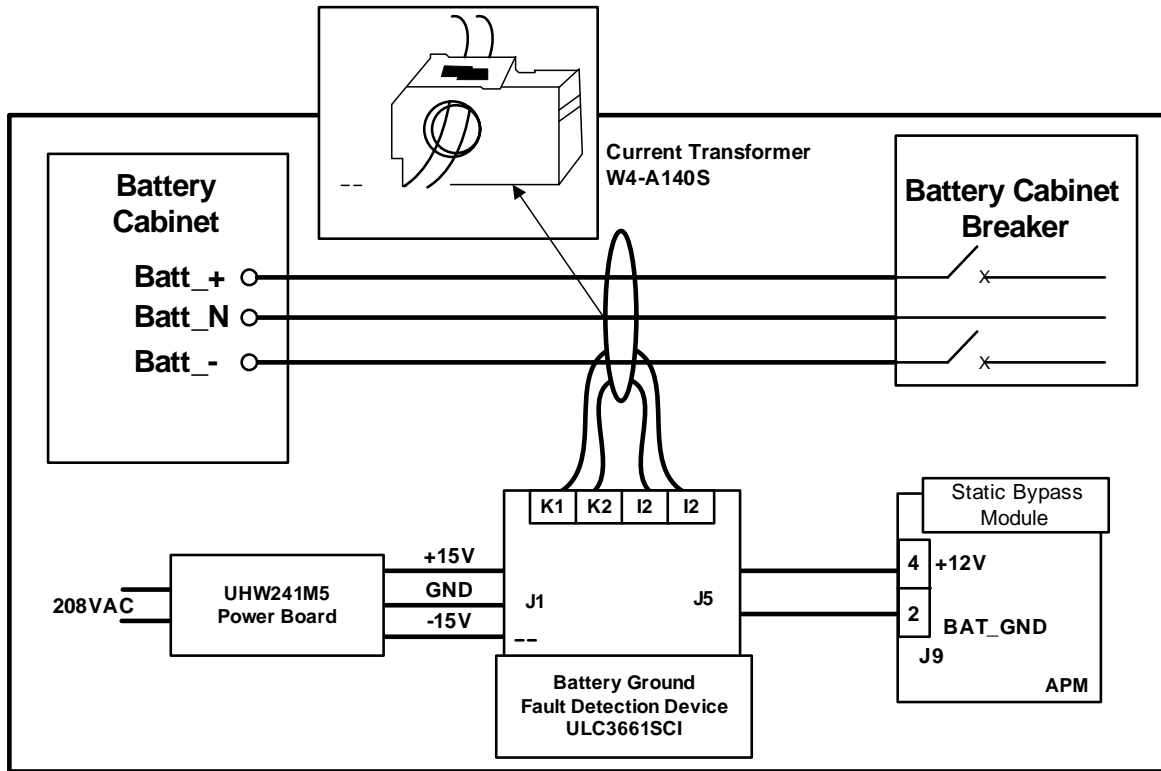 Current Transformer
W4-A140S
Battery
Cabinet
Batt_+
Batt_N
Batt_-
Battery Cabinet
Breaker
x
x
K1 K2 I2 I2
Static Bypass
Module
208VAC
UHW241M5
Power Board
+15V
GND
-15V
J1
J5
4 +12V
2 BAT_GND
J9
APM
Battery Ground
Fault Detection Device
ULC3661SCI